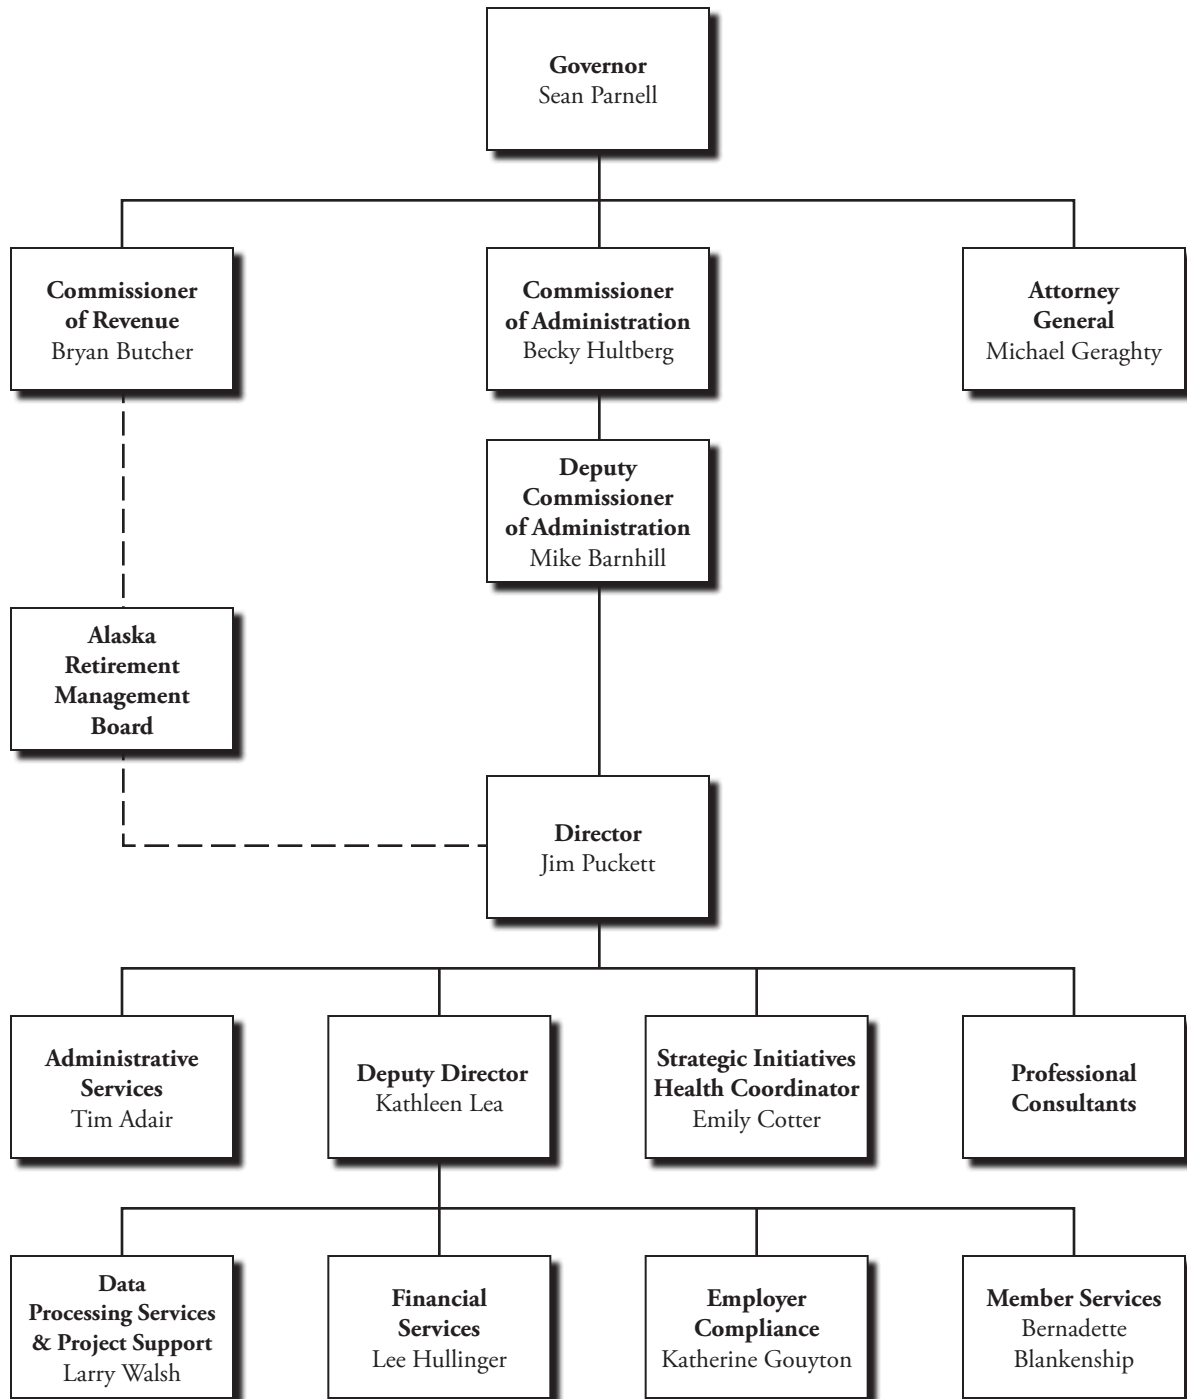 Governor
Sean Parnell
Commissioner
of Revenue
Bryan Butcher
Commissioner
of Administration
Becky Hultberg
Attorney
General
Michael Geraghty
Deputy
Commissioner
of Administration
Mike Barnhill
Alaska
Retirement
Management
Board
Director
Jim Puckett
Administrative
Services
Tim Adair
Deputy Director
Kathleen Lea
Strategic Initiatives
Health Coordinator
Emily Cotter
Professional
Consultants
Data
Processing Services
& Project Support
Larry Walsh
Financial
Services
Lee Hullinger
Employer
Compliance
Katherine Gouyton
Member Services
Bernadette
Blankenship